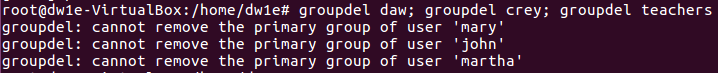 root@dw1e-VirtualBox:/home/dw1e# groupdel daw; groupdel crey; groupdel teachers
groupdel: cannot remove the primary group of user 'mary'
groupdel: cannot remove the primary group of user 'john'
groupdel: cannot remove the primary group of user 'martha'